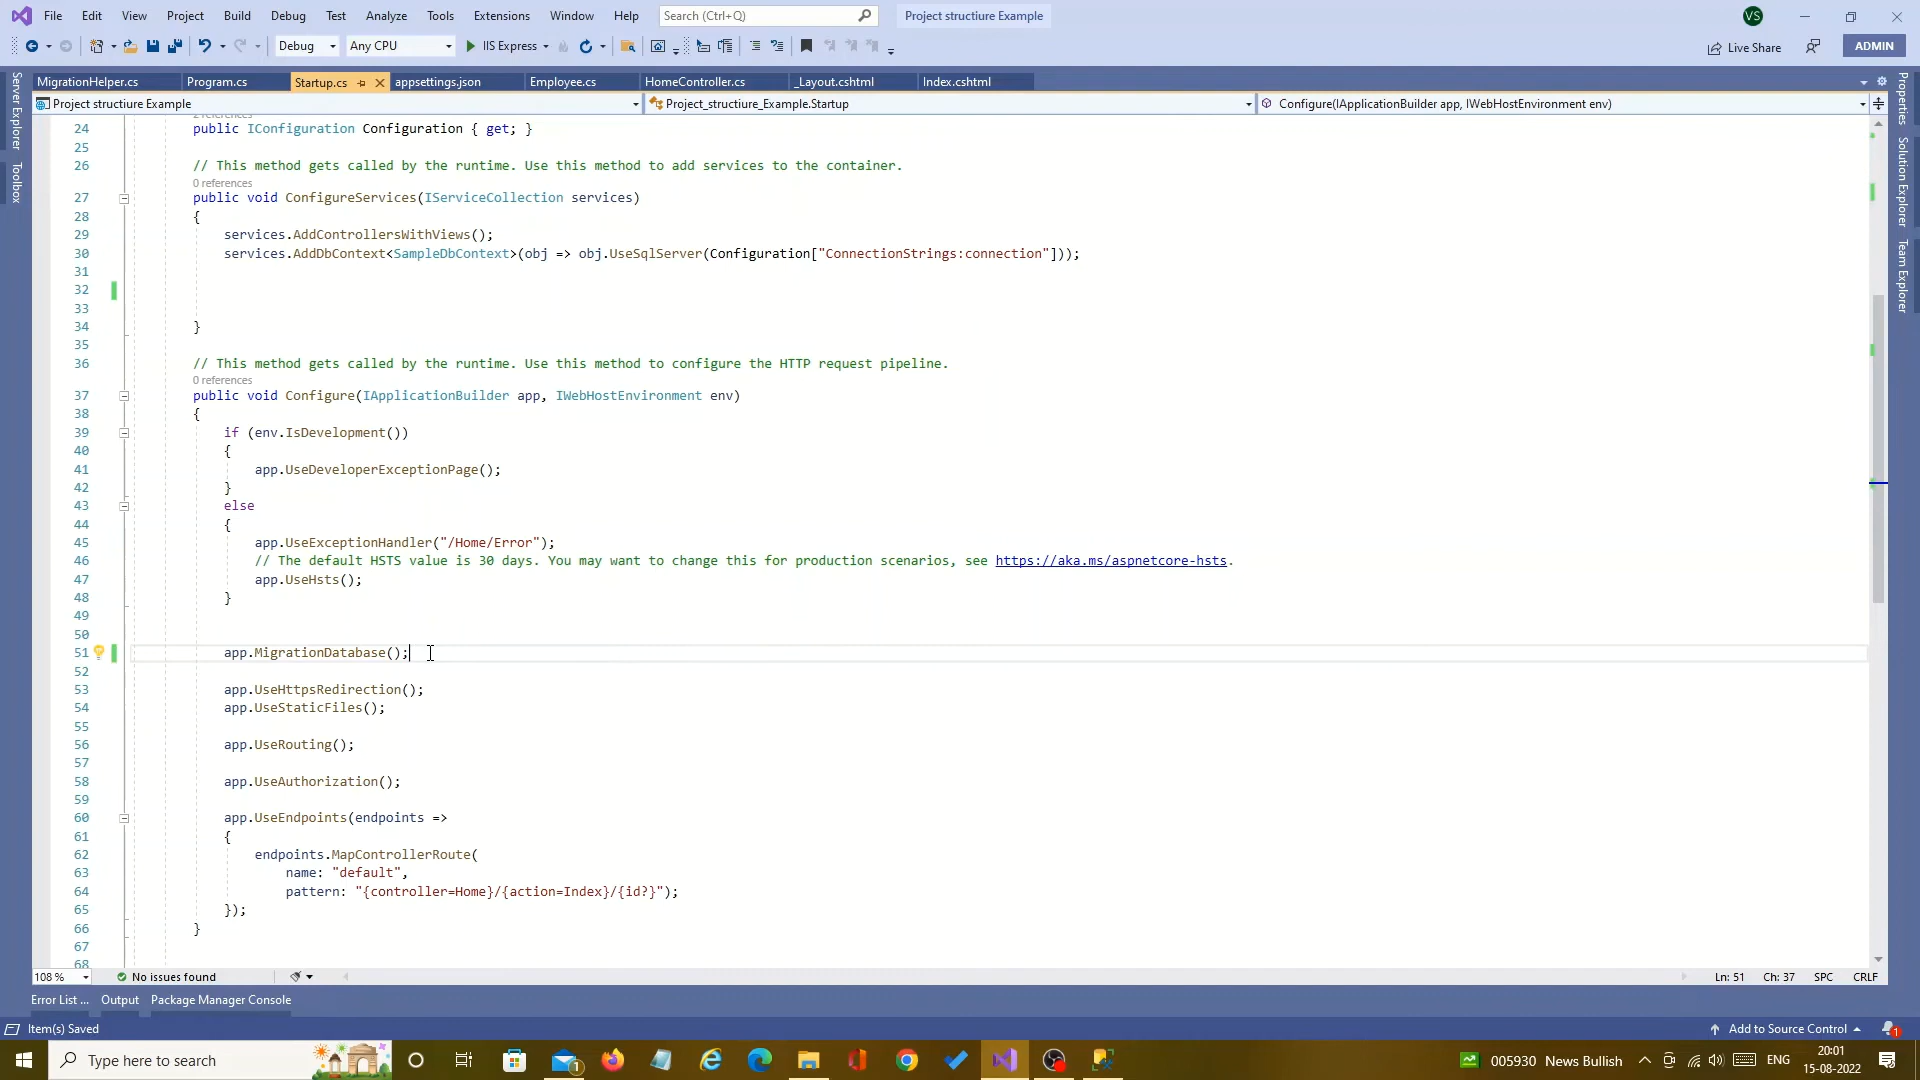 File Edit View Project Build Debug Test Analyze Tools Extensions Window Help Search (Ctrl+Q) Project structiure Example VS
Debug Any CPU IIS Express Live Share ADMIN
MigrationHelper.cs Program.cs Startup.cs appsettings.json Employee.cs HomeController.cs _Layout.cshtml Index.cshtml
Project structiure Example Project_structiure_Example.Startup Configure(IApplicationBuilder app, IWebHostEnvironment env)
Server Explorer
Toolbox
Properties
Solution Explorer
Team Explorer
24 public IConfiguration Configuration { get; }
25
26 // This method gets called by the runtime. Use this method to add services to the container.
0 references
27 public void ConfigureServices(IServiceCollection services)
28 {
29 services.AddControllersWithViews();
30 services.AddDbContext<SampleDbContext>(obj => obj.UseSqlServer(Configuration["ConnectionStrings:connection"]));
31
32
33
34 }
35
36 // This method gets called by the runtime. Use this method to configure the HTTP request pipeline.
0 references
37 public void Configure(IApplicationBuilder app, IWebHostEnvironment env)
38 {
39 if (env.IsDevelopment())
40 {
41 app.UseDeveloperExceptionPage();
42 }
43 else
44 {
45 app.UseExceptionHandler("/Home/Error");
46 // The default HSTS value is 30 days. You may want to change this for production scenarios, see https://aka.ms/aspnetcore-hsts.
47 app.UseHsts();
48 }
49
50
51 app.MigrationDatabase();
52
53 app.UseHttpsRedirection();
54 app.UseStaticFiles();
55
56 app.UseRouting();
57
58 app.UseAuthorization();
59
60 app.UseEndpoints(endpoints =>
61 {
62 endpoints.MapControllerRoute(
63 name: "default",
64 pattern: "{controller=Home}/{action=Index}/{id?}");
65 });
66 }
67
68
108 % No issues found Ln: 51 Ch: 37 SPC CRLF
Error List ... Output Package Manager Console
Item(s) Saved Add to Source Control 1
Type here to search 1 005930 News Bullish ENG 20:01
15-08-2022